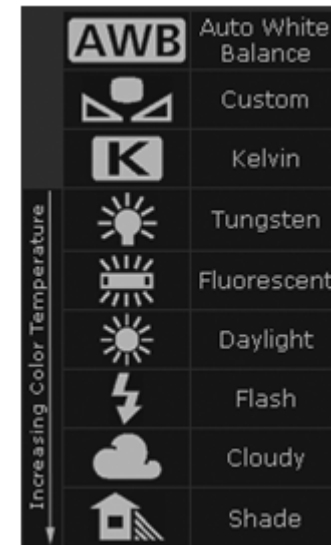 AWB Auto White
Balance
Custom
K Kelvin
Tungsten
Fluorescent
Daylight
Flash
Cloudy
Shade
Increasing Color Temperature